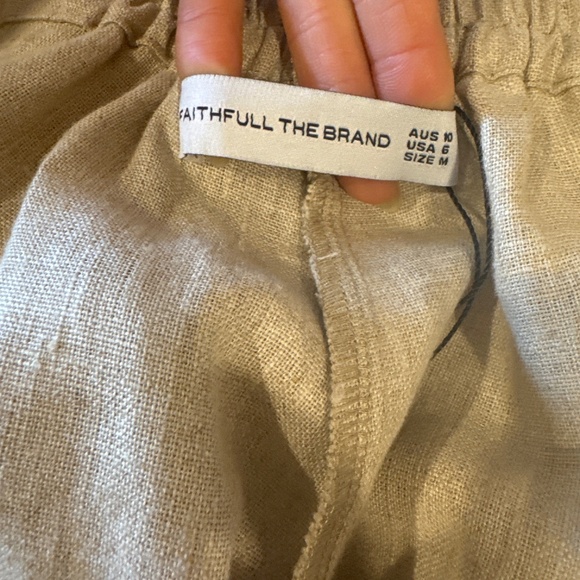 FAITHFULL THE BRAND
AUS 10
USA 6
SIZE M